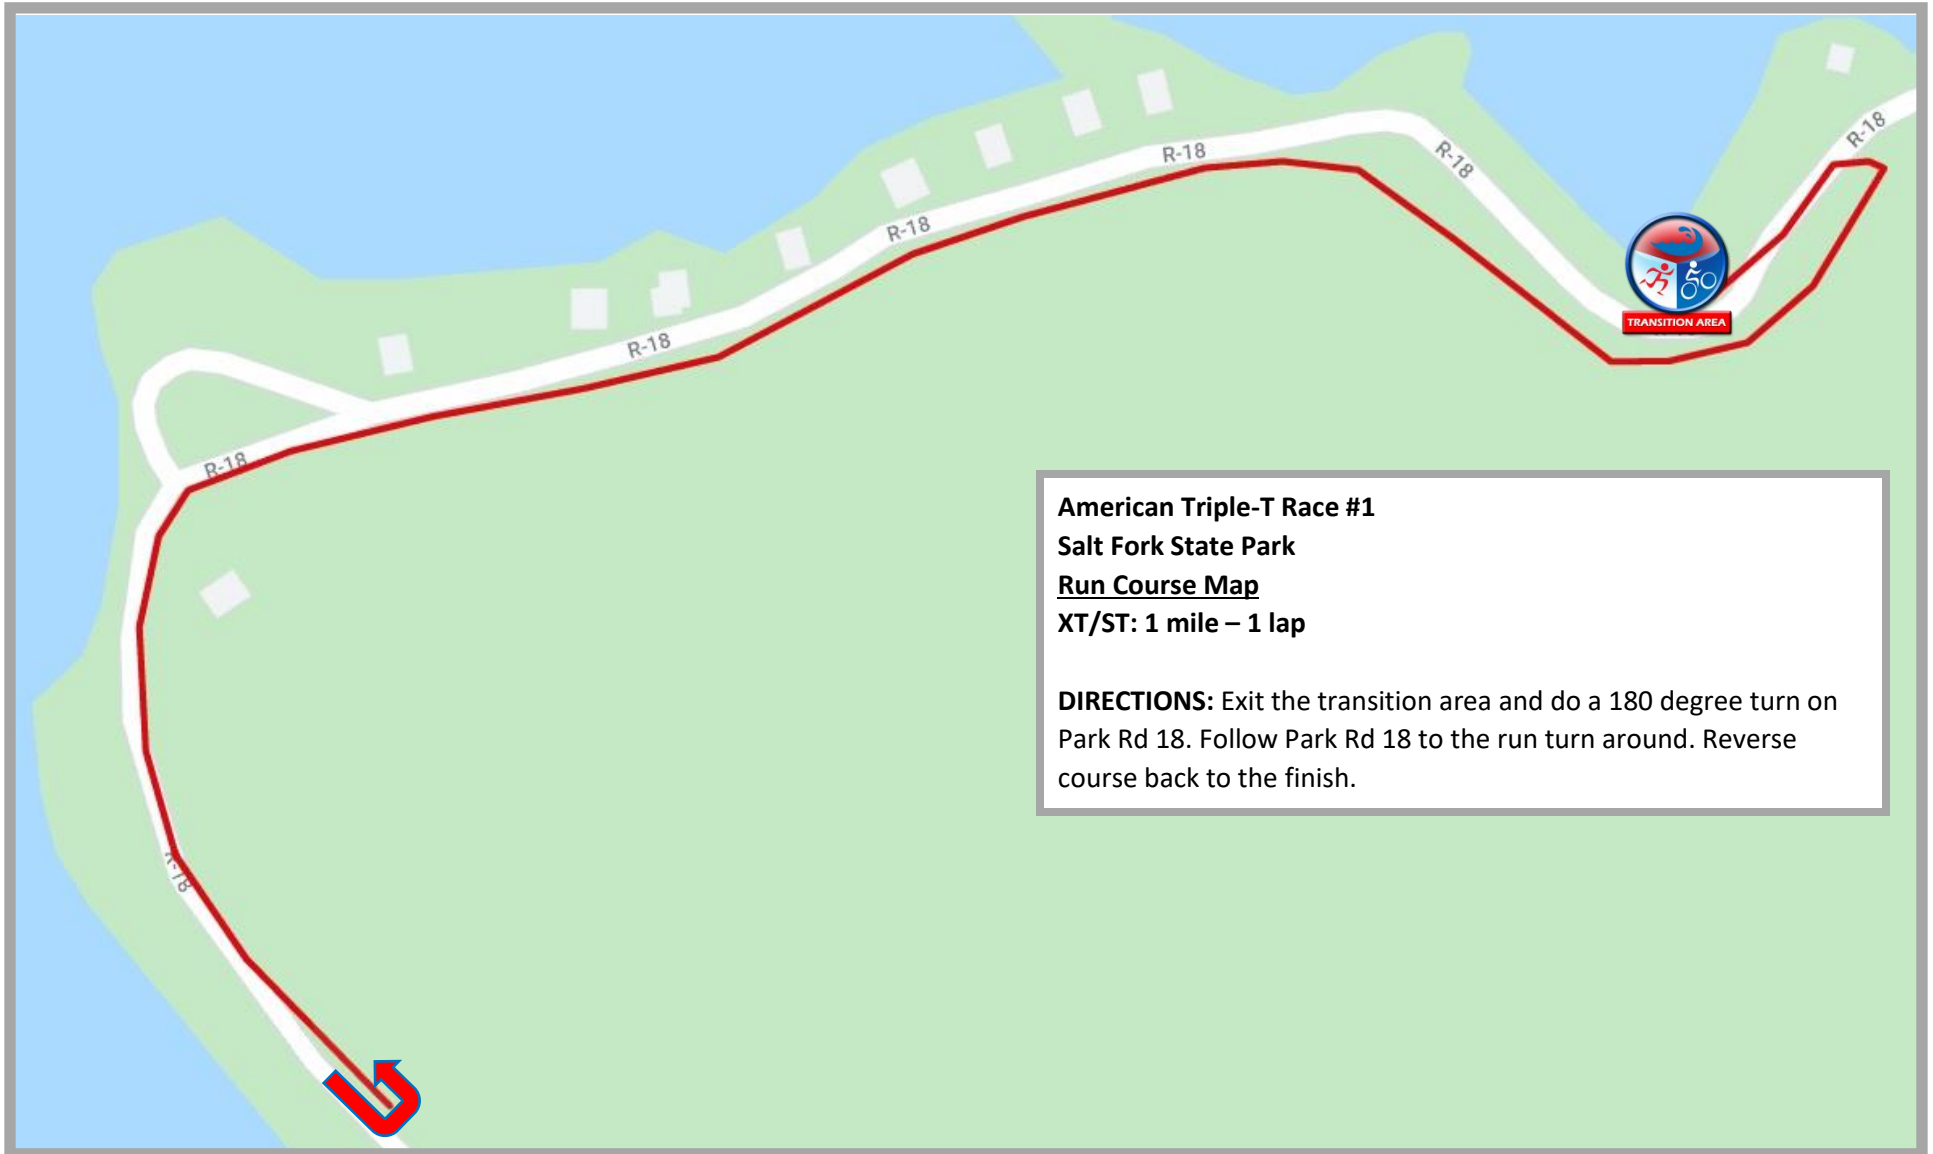 R-18
R-18
R-18
R-18
R-18
TRANSITION AREA
R-18
R-18
American Triple-T Race #1
Salt Fork State Park
Run Course Map
XT/ST: 1 mile – 1 lap
DIRECTIONS: Exit the transition area and do a 180 degree turn on
Park Rd 18. Follow Park Rd 18 to the run turn around. Reverse
course back to the finish.